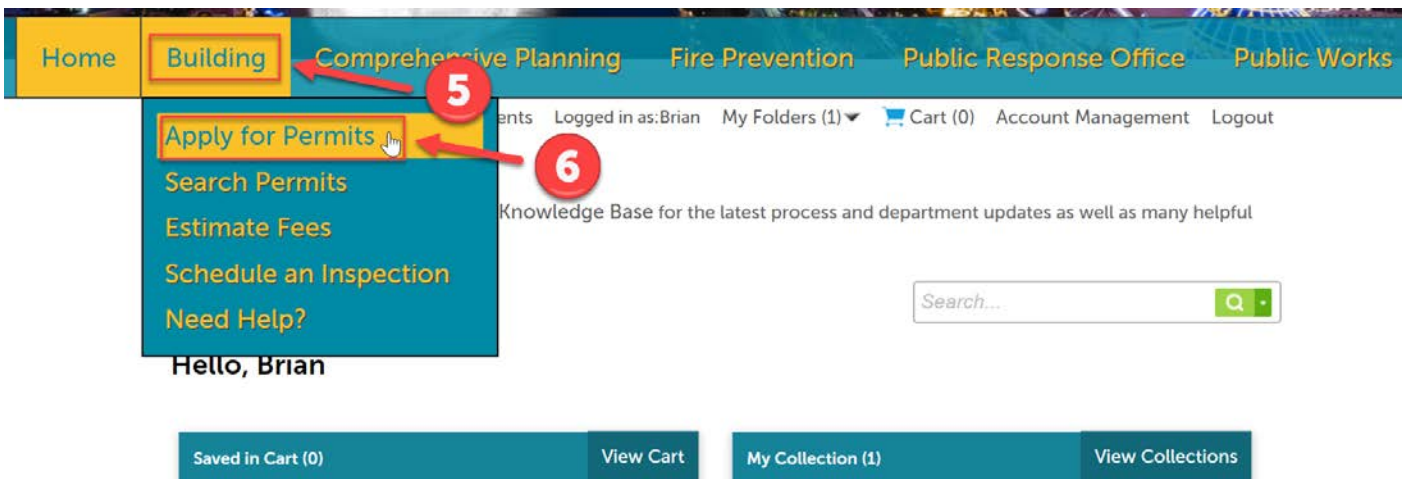 Home Building Comprehensive Planning Fire Prevention Public Response Office Public Works
5
Apply for Permits
ents Logged in as:Brian My Folders (1) Cart (0) Account Management Logout
6
Search Permits
Knowledge Base for the latest process and department updates as well as many helpful
Estimate Fees
Schedule an Inspection
Search...
Need Help?
Hello, Brian
Saved in Cart (0) View Cart My Collection (1) View Collections